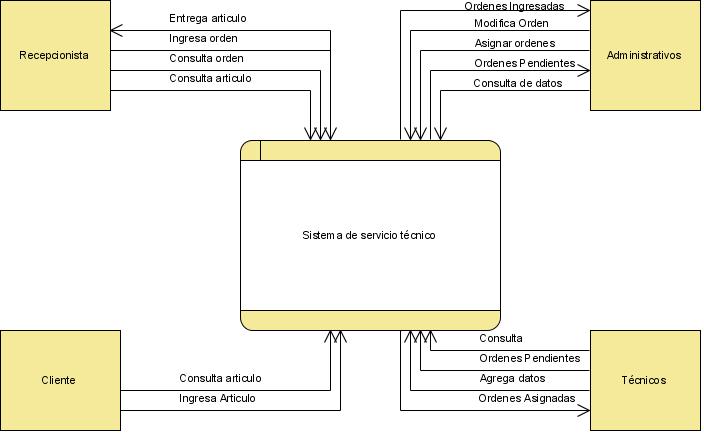 Recepcionista
Entrega articulo
Ingresa orden
Consulta orden
Consulta articulo
Ordenes Ingresadas
Modifica Orden
Asignar ordenes
Ordenes Pendientes
Consulta de datos
Administrativos
Sistema de servicio técnico
Cliente
Consulta articulo
Ingresa Articulo
Consulta
Ordenes Pendientes
Agrega datos
Ordenes Asignadas
Técnicos